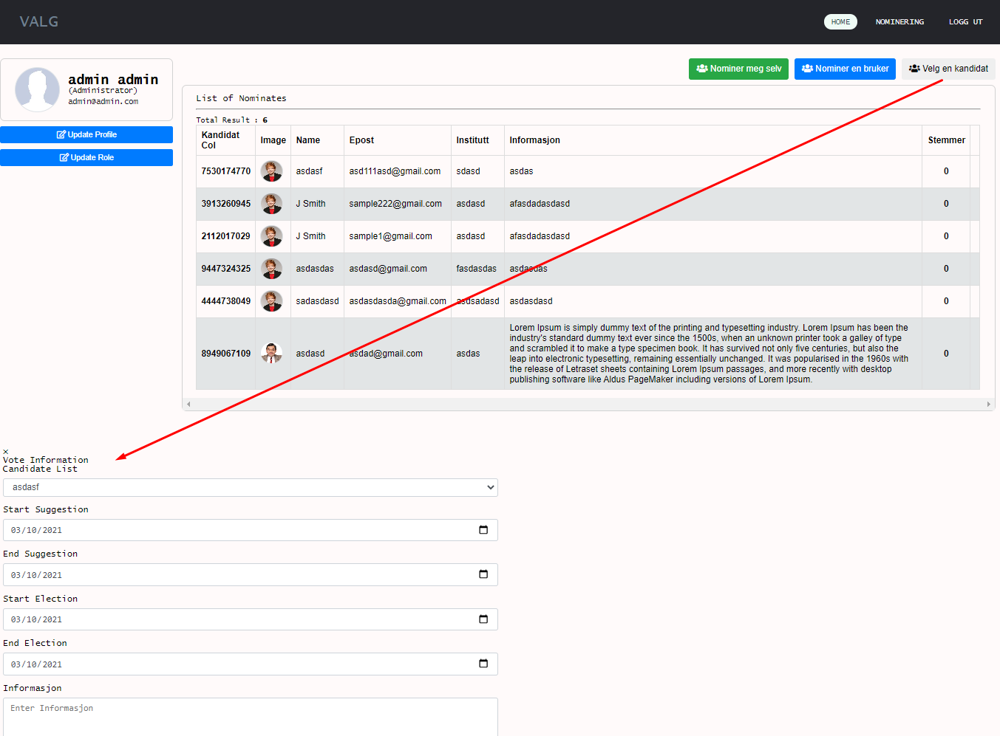 VALG
HOME NOMINERING LOGG UT
admin admin
(Administrator)
admin@admin.com
Update Profile
Update Role
Nominer meg selv Nominer en bruker Velg en kandidat
List of Nominates
Total Result : 6
Kandidat Col Image Name Epost Institutt Informasjon Stemmer
7530174770 asdasf asd111asd@gmail.com sdasd asdas 0
3913260945 J Smith sample222@gmail.com asdasd afasdadasdasd 0
2112017029 J Smith sample1@gmail.com asdasd afasdadasdasd 0
9447324325 asdasdas asdasd@gmail.com fasdasdas asdasdas 0
4444738049 sadasdasd asdasdasda@gmail.com asdsadasd asdasdasd 0
8949067109 asdasd asdad@gmail.com asdas
Lorem Ipsum is simply dummy text of the printing and typesetting industry. Lorem Ipsum has been the
industry's standard dummy text ever since the 1500s, when an unknown printer took a galley of type
and scrambled it to make a type specimen book. It has survived not only five centuries, but also the
leap into electronic typesetting, remaining essentially unchanged. It was popularised in the 1960s with
the release of Letraset sheets containing Lorem Ipsum passages, and more recently with desktop
publishing software like Aldus PageMaker including versions of Lorem Ipsum.
0
×
Vote Information
Candidate List
asdasf
Start Suggestion
03/10/2021
End Suggestion
03/10/2021
Start Election
03/10/2021
End Election
03/10/2021
Informasjon
Enter Informasjon